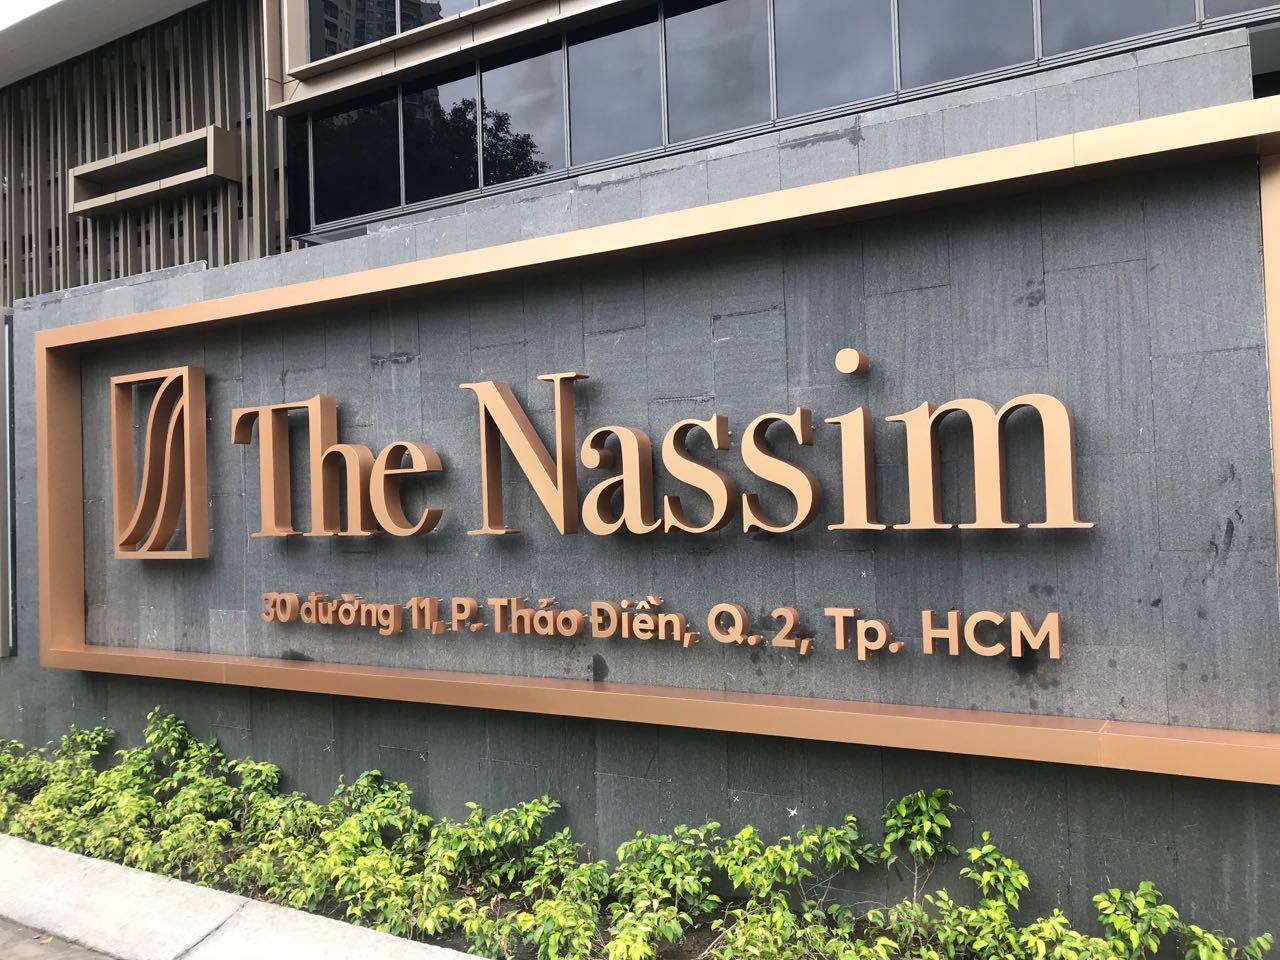 The Nassim
30 đường 11, P. Thảo Điền, Q. 2, Tp. HCM